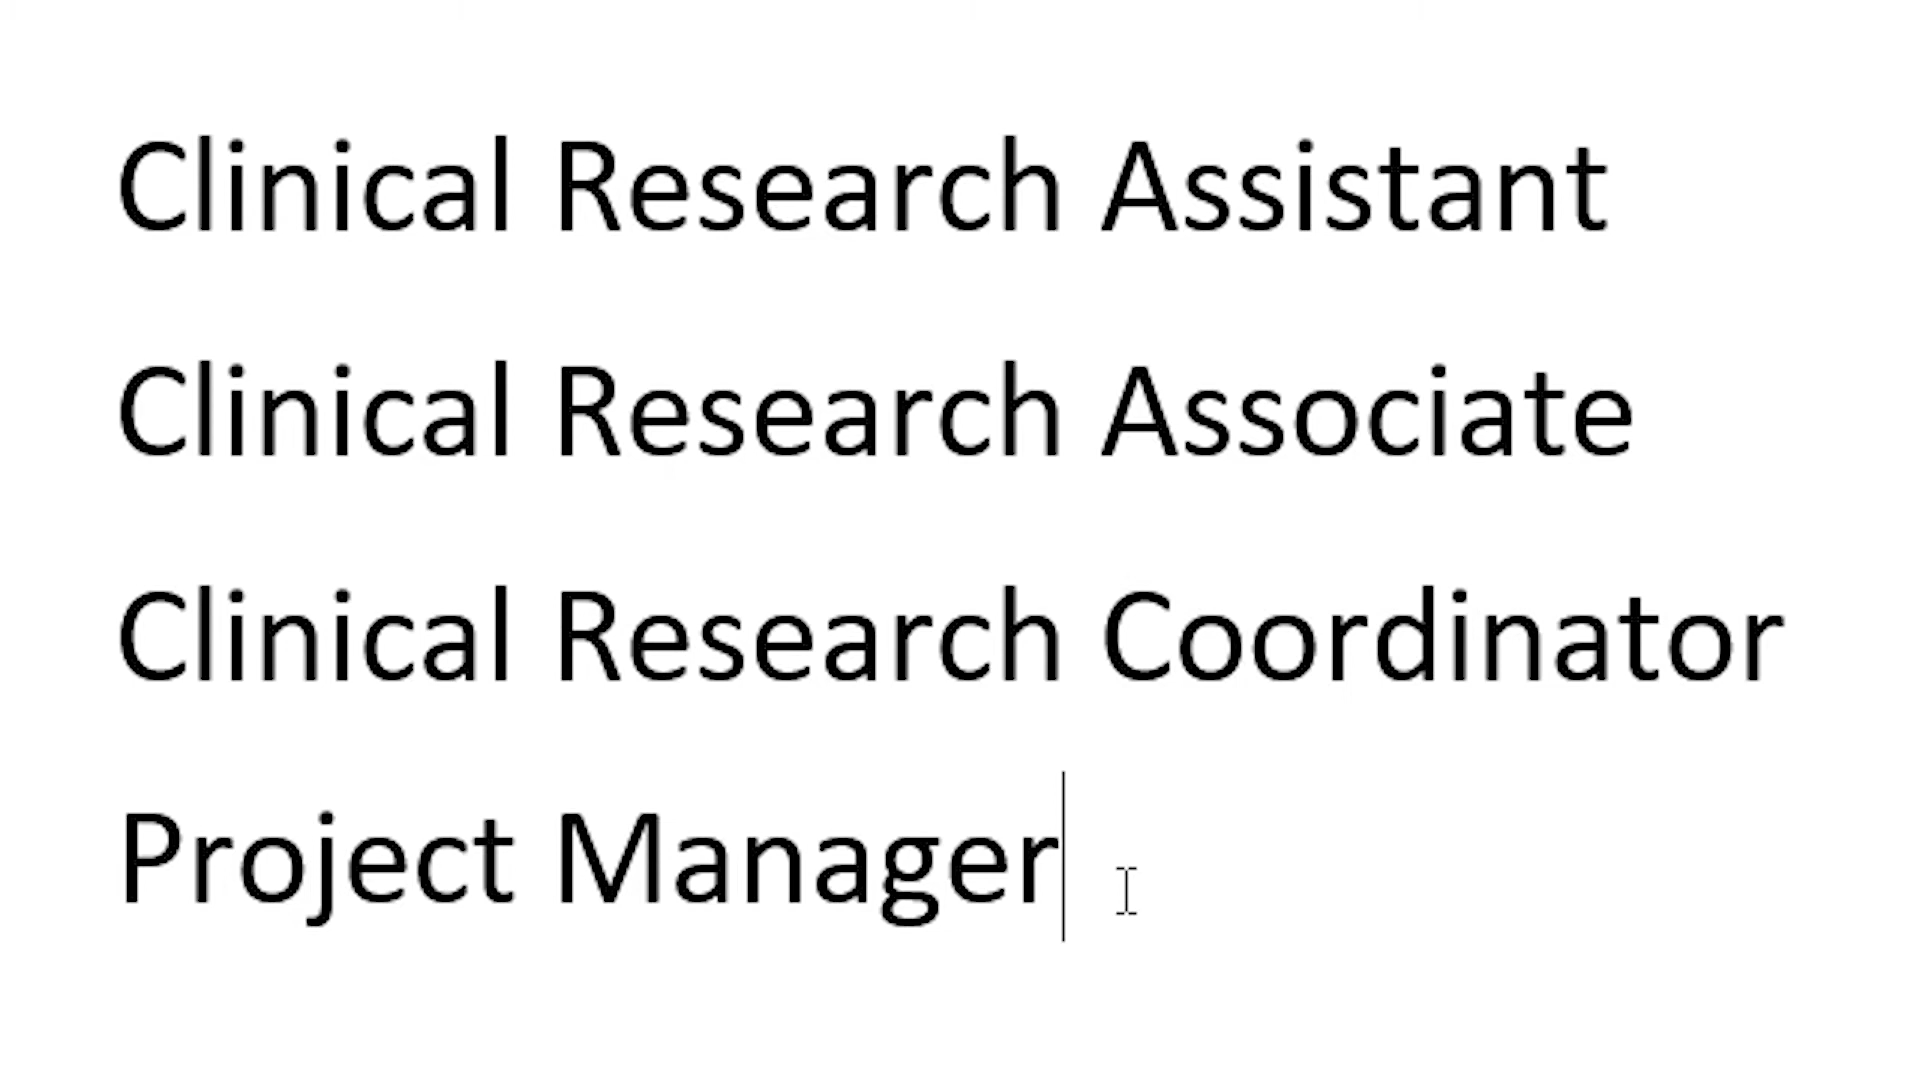 Clinical Research Assistant
Clinical Research Associate
Clinical Research Coordinator
Project Manager